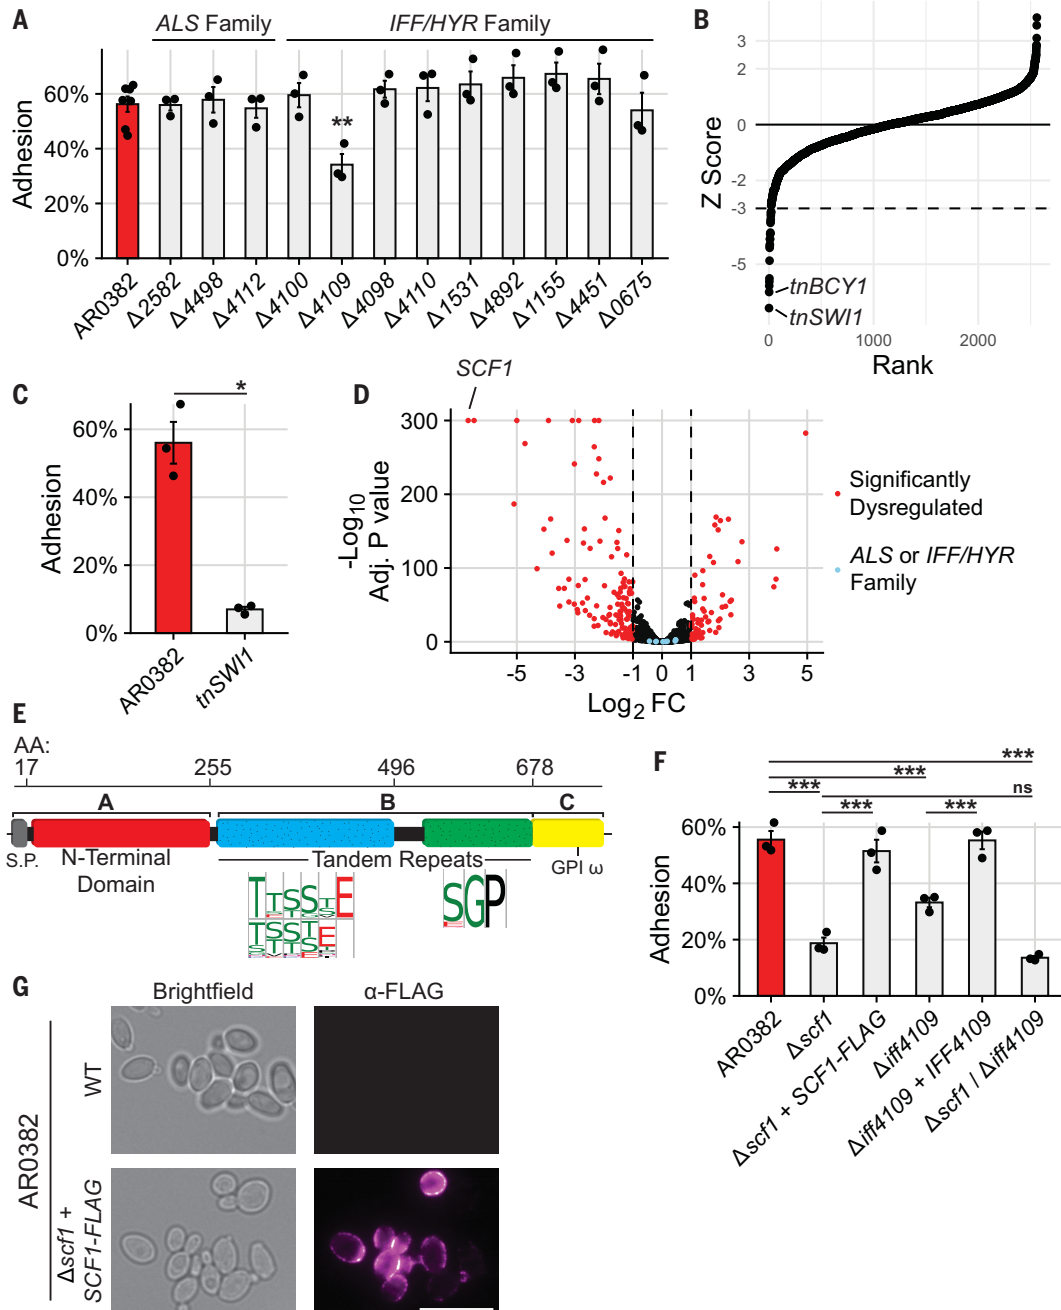 A
ALS Family
IFF/HYR Family
Adhesion
60%
40%
20%
0%
**
AR0382
Δ2582
Δ4498
Δ4112
Δ4100
Δ4109
Δ4098
Δ4110
Δ1531
Δ4892
Δ1155
Δ4451
Δ0675
B
Z Score
3
2
0
-2
-3
-5
tnBCY1
tnSWI1
0
1000
2000
Rank
C
*
Adhesion
60%
40%
20%
0%
AR0382
tnSWI1
D
SCF1
-Log10
Adj. P value
300
200
100
0
-5
-3
-1
0
1
3
5
Log2 FC
Significantly
Dysregulated
ALS or IFF/HYR
Family
E
AA:
17
255
496
678
A
B
C
S.P.
N-Terminal
Domain
Tandem Repeats
GPI ω
F
***
***
***
ns
***
***
Adhesion
60%
40%
20%
0%
AR0382
Δscf1
Δscf1 + SCF1-FLAG
Δiff4109
Δiff4109 + IFF4109
Δscf1 / Δiff4109
G
Brightfield
α-FLAG
AR0382
WT
Δscf1 +
SCF1-FLAG